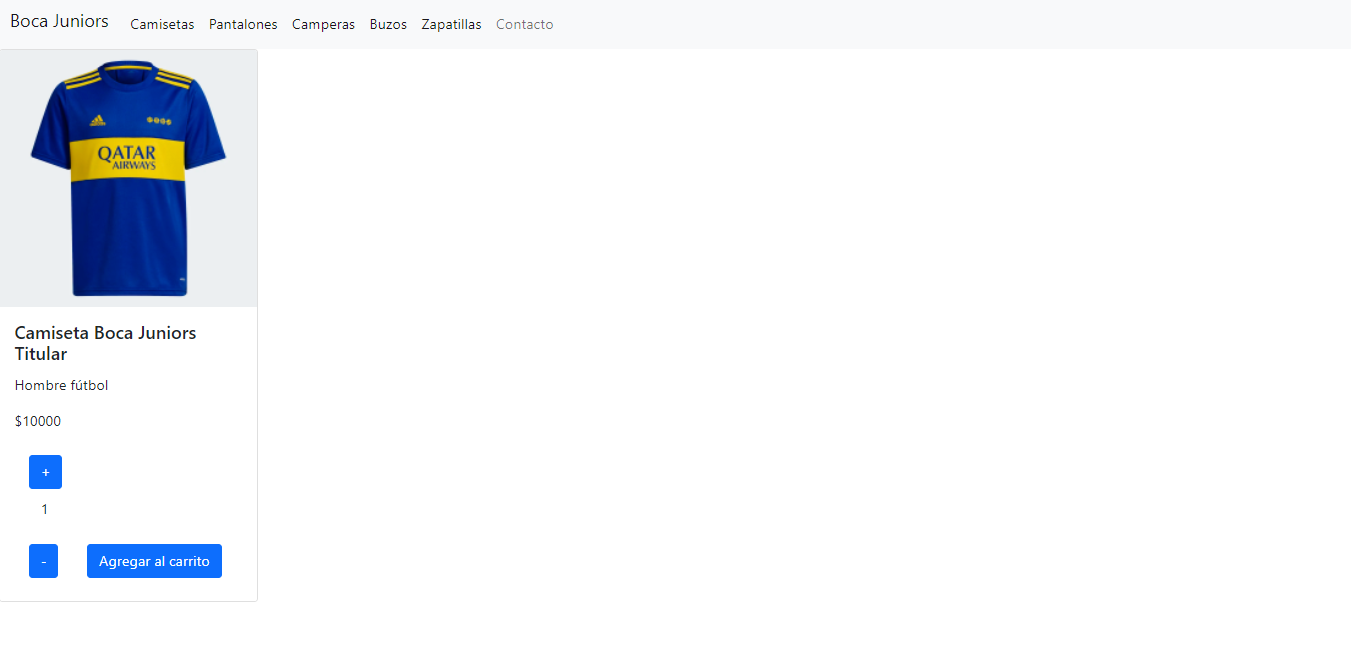 Boca Juniors Camisetas Pantalones Camperas Buzos Zapatillas Contacto
QATAR
AIRWAYS
Camiseta Boca Juniors
Titular
Hombre fútbol
$10000
+
1
- Agregar al carrito